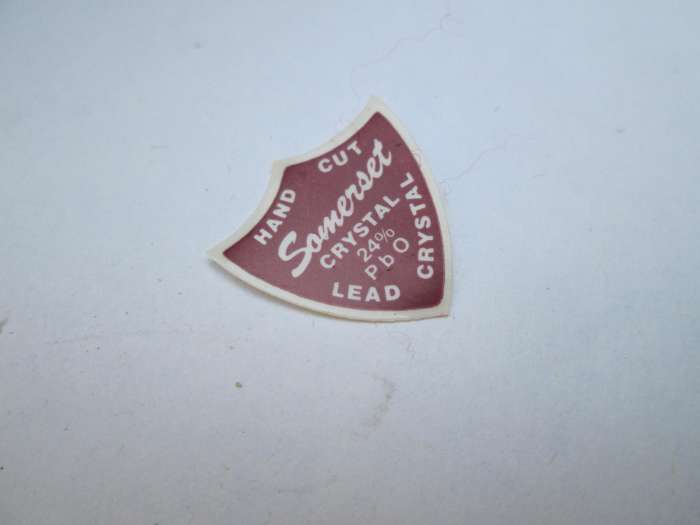 HAND CUT
Somerset
CRYSTAL
24%
PbO
LEAD CRYSTAL